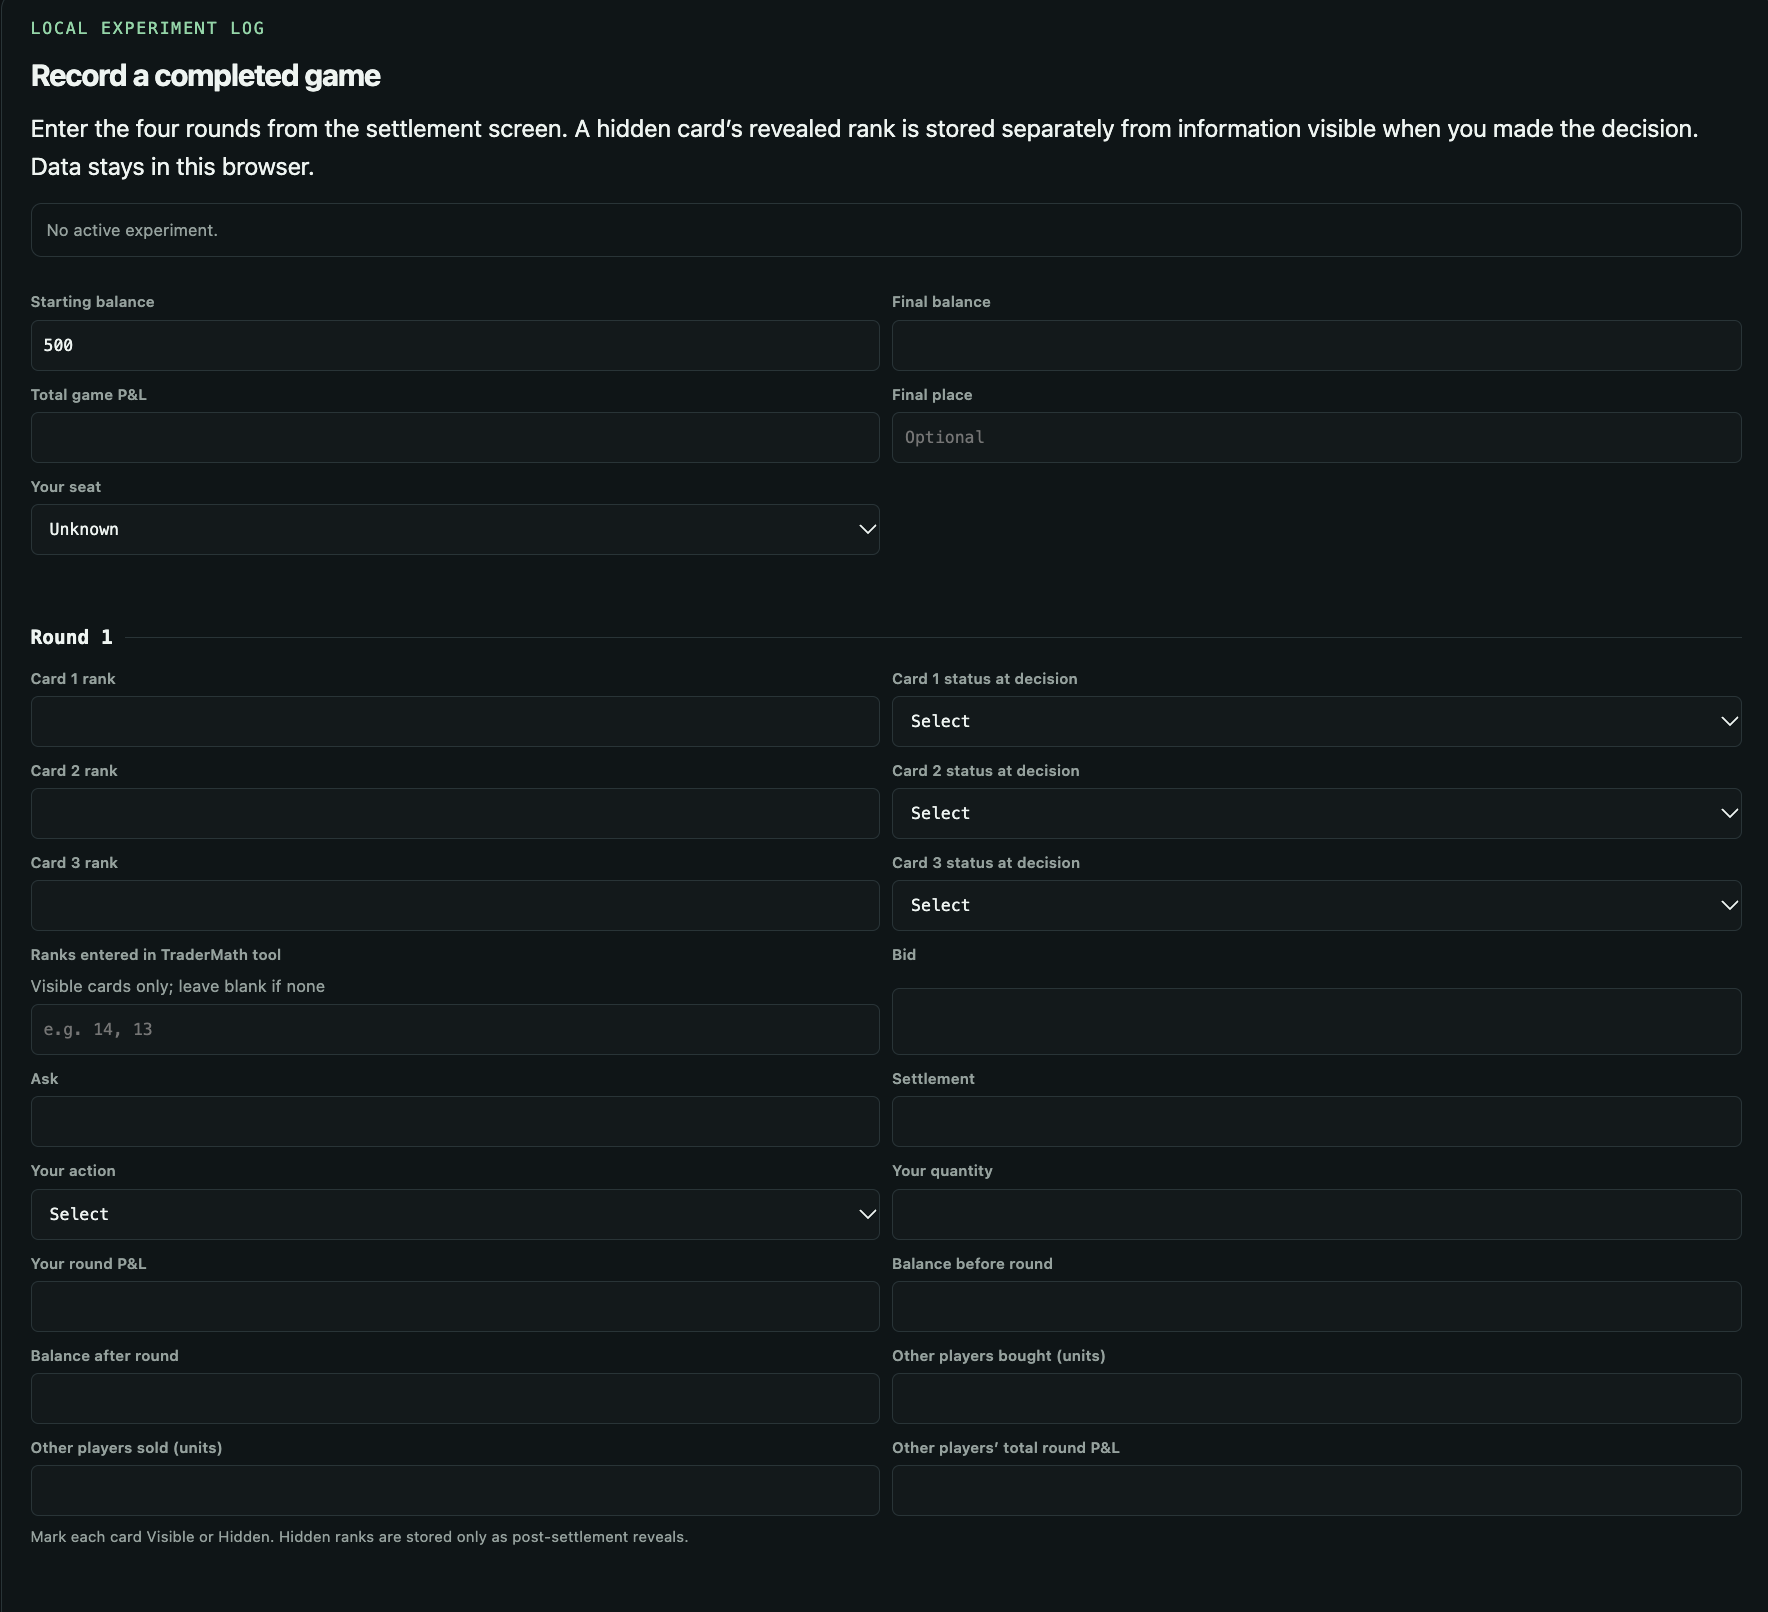 LOCAL EXPERIMENT LOG
Record a completed game
Enter the four rounds from the settlement screen. A hidden card’s revealed rank is stored separately from information visible when you made the decision.
Data stays in this browser.
No active experiment.
Starting balance
Final balance
500
Total game P&L
Final place
Optional
Your seat
Unknown
Round 1
Card 1 rank
Card 1 status at decision
Select
Card 2 rank
Card 2 status at decision
Select
Card 3 rank
Card 3 status at decision
Select
Ranks entered in TraderMath tool
Bid
Visible cards only; leave blank if none
e.g. 14, 13
Ask
Settlement
Your action
Your quantity
Select
Your round P&L
Balance before round
Balance after round
Other players bought (units)
Other players sold (units)
Other players’ total round P&L
Mark each card Visible or Hidden. Hidden ranks are stored only as post-settlement reveals.